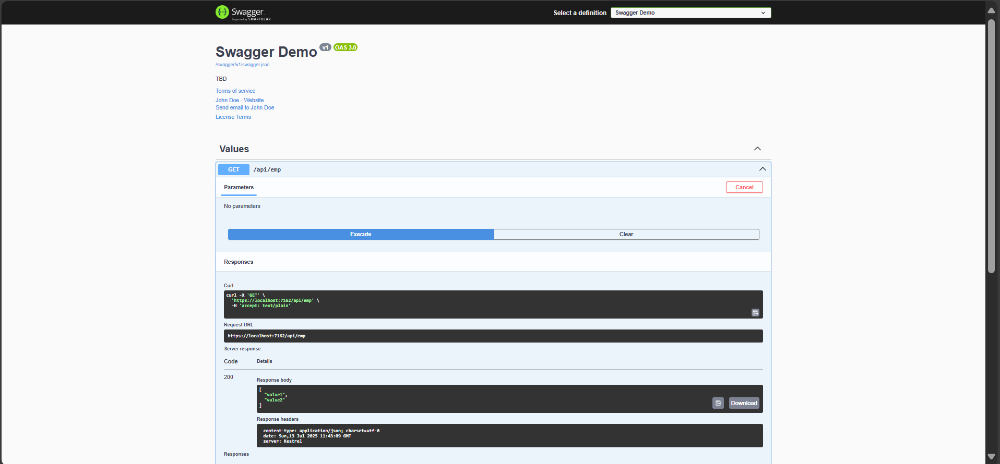 Swagger
Supported by SMARTBEAR
Select a definition
Swagger Demo
Swagger Demo v1 OAS 3.0
/swagger/v1/swagger.json
TBD
Terms of service
John Doe - Website
Send email to John Doe
License Terms
Values
GET /api/emp
Parameters
Cancel
No parameters
Execute
Clear
Responses
Curl
curl -X 'GET' \
'https://localhost:7162/api/emp' \
-H 'accept: text/plain'
Request URL
https://localhost:7162/api/emp
Server response
Code Details
200
Response body
[
"value1",
"value2"
]
Download
Response headers
content-type: application/json; charset=utf-8
date: Sun,13 Jul 2025 11:43:09 GMT
server: Kestrel
Responses